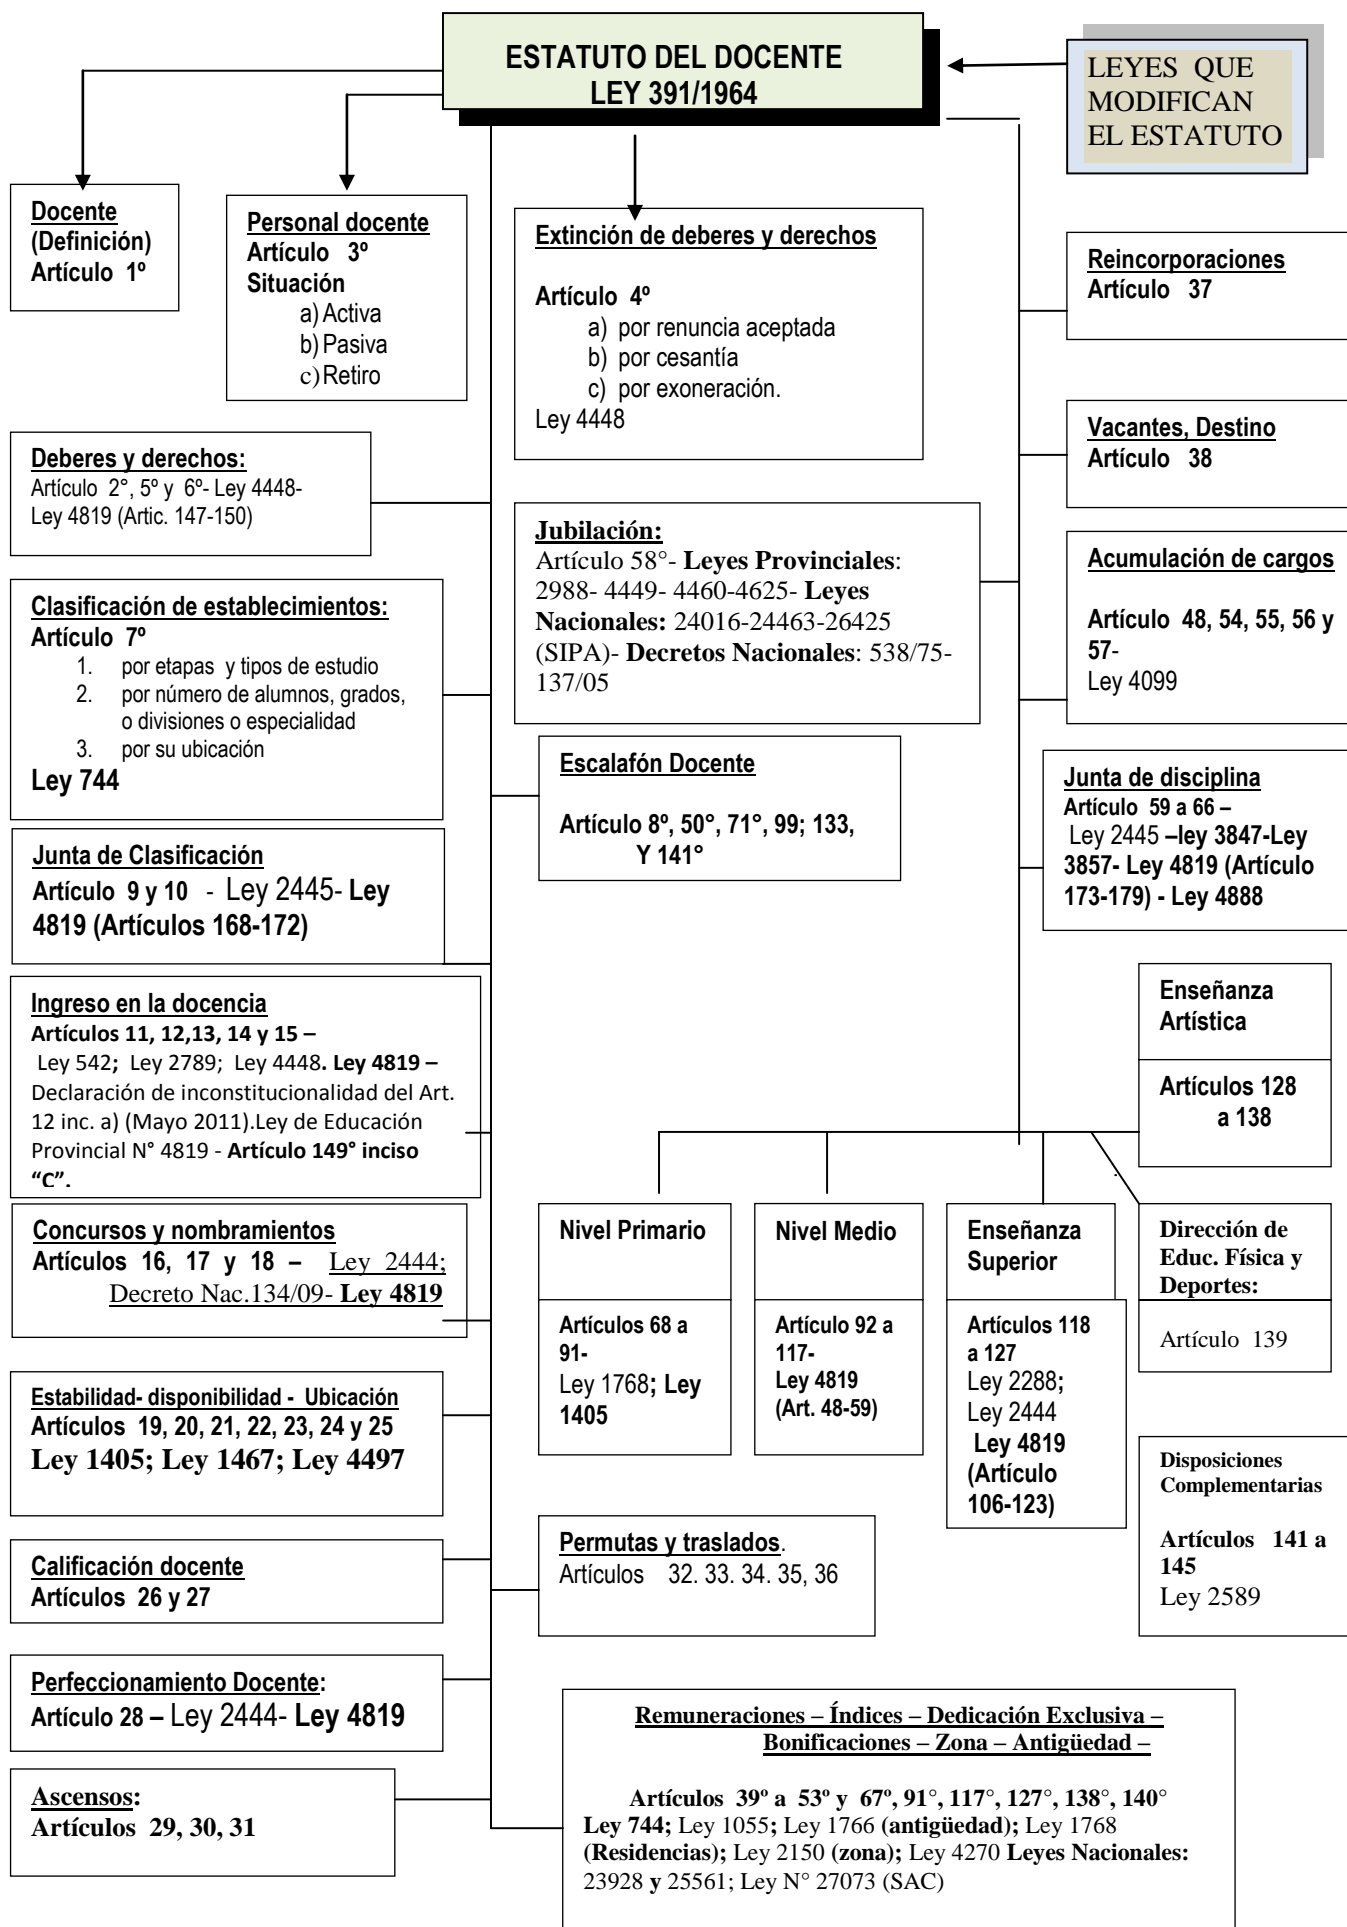 ESTATUTO DEL DOCENTE
LEY 391/1964
LEYES QUE
MODIFICAN
EL ESTATUTO
Docente
(Definición)
Artículo 1º
Personal docente
Artículo 3º
Situación
a) Activa
b) Pasiva
c) Retiro
Extinción de deberes y derechos
Artículo 4º
a) por renuncia aceptada
b) por cesantía
c) por exoneración.
Ley 4448
Reincorporaciones
Artículo 37
Vacantes, Destino
Artículo 38
Deberes y derechos:
Artículo 2°, 5º y 6º- Ley 4448-
Ley 4819 (Artic. 147-150)
Jubilación:
Artículo 58°- Leyes Provinciales:
2988- 4449- 4460-4625- Leyes
Nacionales: 24016-24463-26425
(SIPA)- Decretos Nacionales: 538/75-
137/05
Acumulación de cargos
Artículo 48, 54, 55, 56 y
57-
Ley 4099
Clasificación de establecimientos:
Artículo 7º
1. por etapas y tipos de estudio
2. por número de alumnos, grados,
o divisiones o especialidad
3. por su ubicación
Ley 744
Escalafón Docente
Artículo 8º, 50°, 71°, 99; 133,
Y 141°
Junta de disciplina
Artículo 59 a 66 –
Ley 2445 –ley 3847-Ley
3857- Ley 4819 (Artículo
173-179) - Ley 4888
Junta de Clasificación
Artículo 9 y 10 - Ley 2445- Ley
4819 (Artículos 168-172)
Ingreso en la docencia
Artículos 11, 12,13, 14 y 15 –
Ley 542; Ley 2789; Ley 4448. Ley 4819 –
Declaración de inconstitucionalidad del Art.
12 inc. a) (Mayo 2011).Ley de Educación
Provincial N° 4819 - Artículo 149° inciso
“C”.
Enseñanza
Artística
Artículos 128
a 138
Concursos y nombramientos
Artículos 16, 17 y 18 – Ley 2444;
Decreto Nac.134/09- Ley 4819
Nivel Primario
Artículos 68 a
91-
Ley 1768; Ley
1405
Nivel Medio
Artículo 92 a
117-
Ley 4819
(Art. 48-59)
Enseñanza
Superior
Artículos 118
a 127
Ley 2288;
Ley 2444
Ley 4819
(Artículo
106-123)
Dirección de
Educ. Física y
Deportes:
Artículo 139
Estabilidad- disponibilidad - Ubicación
Artículos 19, 20, 21, 22, 23, 24 y 25
Ley 1405; Ley 1467; Ley 4497
Disposiciones
Complementarias
Artículos 141 a
145
Ley 2589
Calificación docente
Artículos 26 y 27
Permutas y traslados.
Artículos 32. 33. 34. 35, 36
Perfeccionamiento Docente:
Artículo 28 – Ley 2444- Ley 4819
Ascensos:
Artículos 29, 30, 31
Remuneraciones – Índices – Dedicación Exclusiva –
Bonificaciones – Zona – Antigüedad –
Artículos 39º a 53º y 67º, 91°, 117°, 127°, 138°, 140°
Ley 744; Ley 1055; Ley 1766 (antigüedad); Ley 1768
(Residencias); Ley 2150 (zona); Ley 4270 Leyes Nacionales:
23928 y 25561; Ley N° 27073 (SAC)